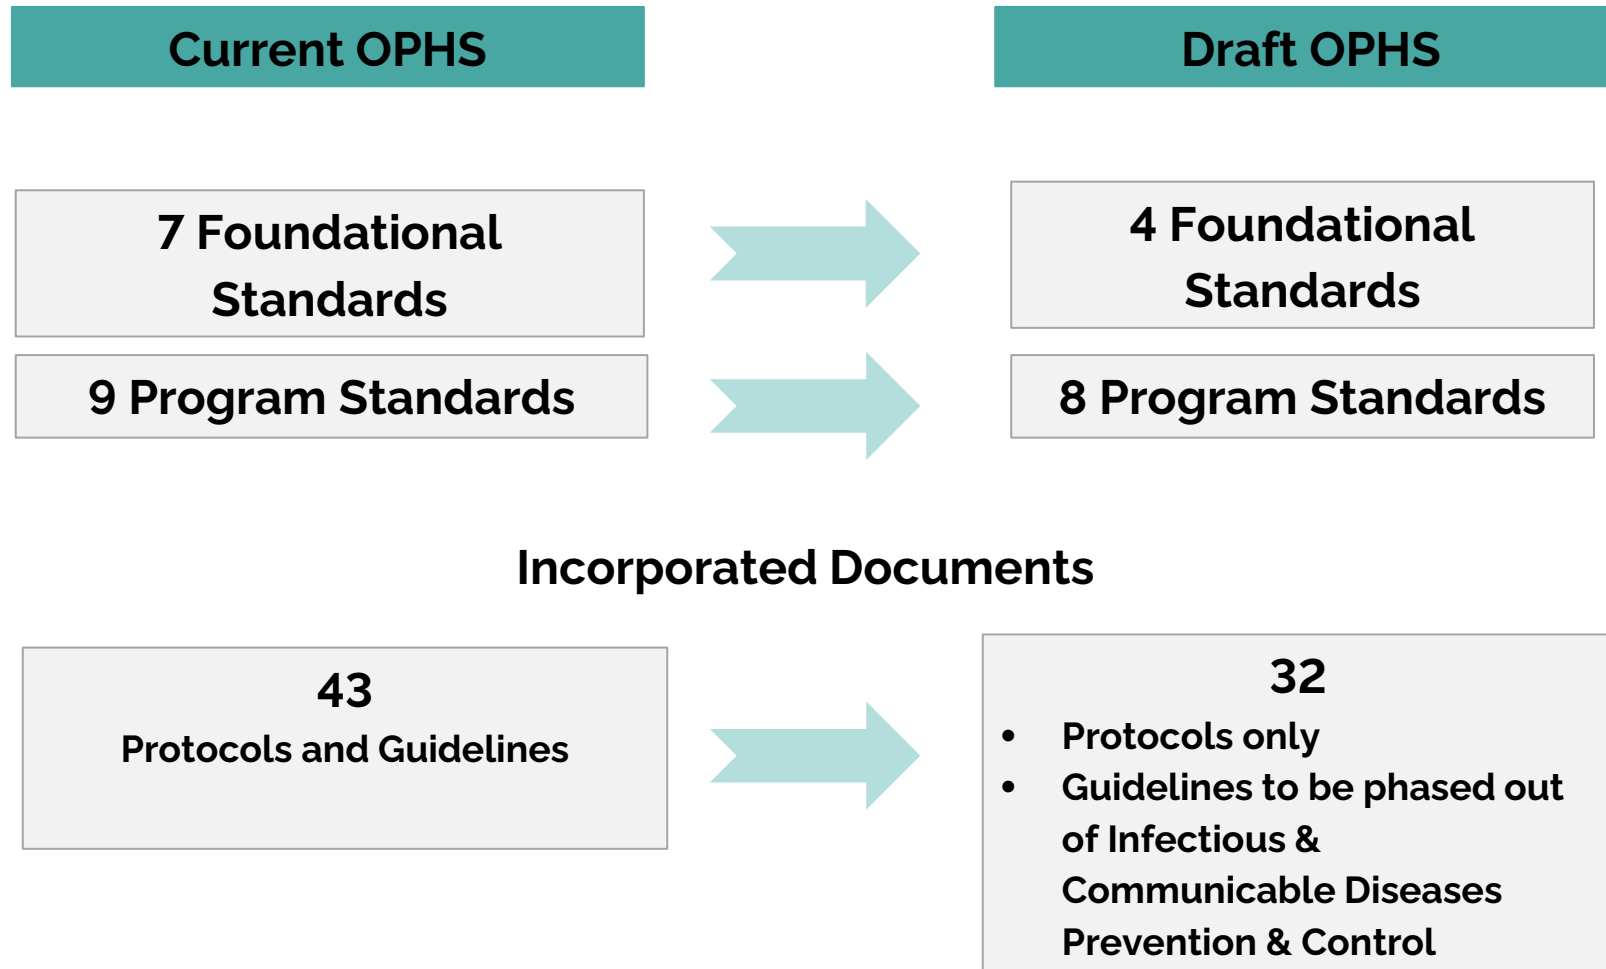 Current OPHS
Draft OPHS
7 Foundational
Standards
4 Foundational
Standards
9 Program Standards
8 Program Standards
Incorporated Documents
43
Protocols and Guidelines
32
• Protocols only
• Guidelines to be phased out
of Infectious &
Communicable Diseases
Prevention & Control